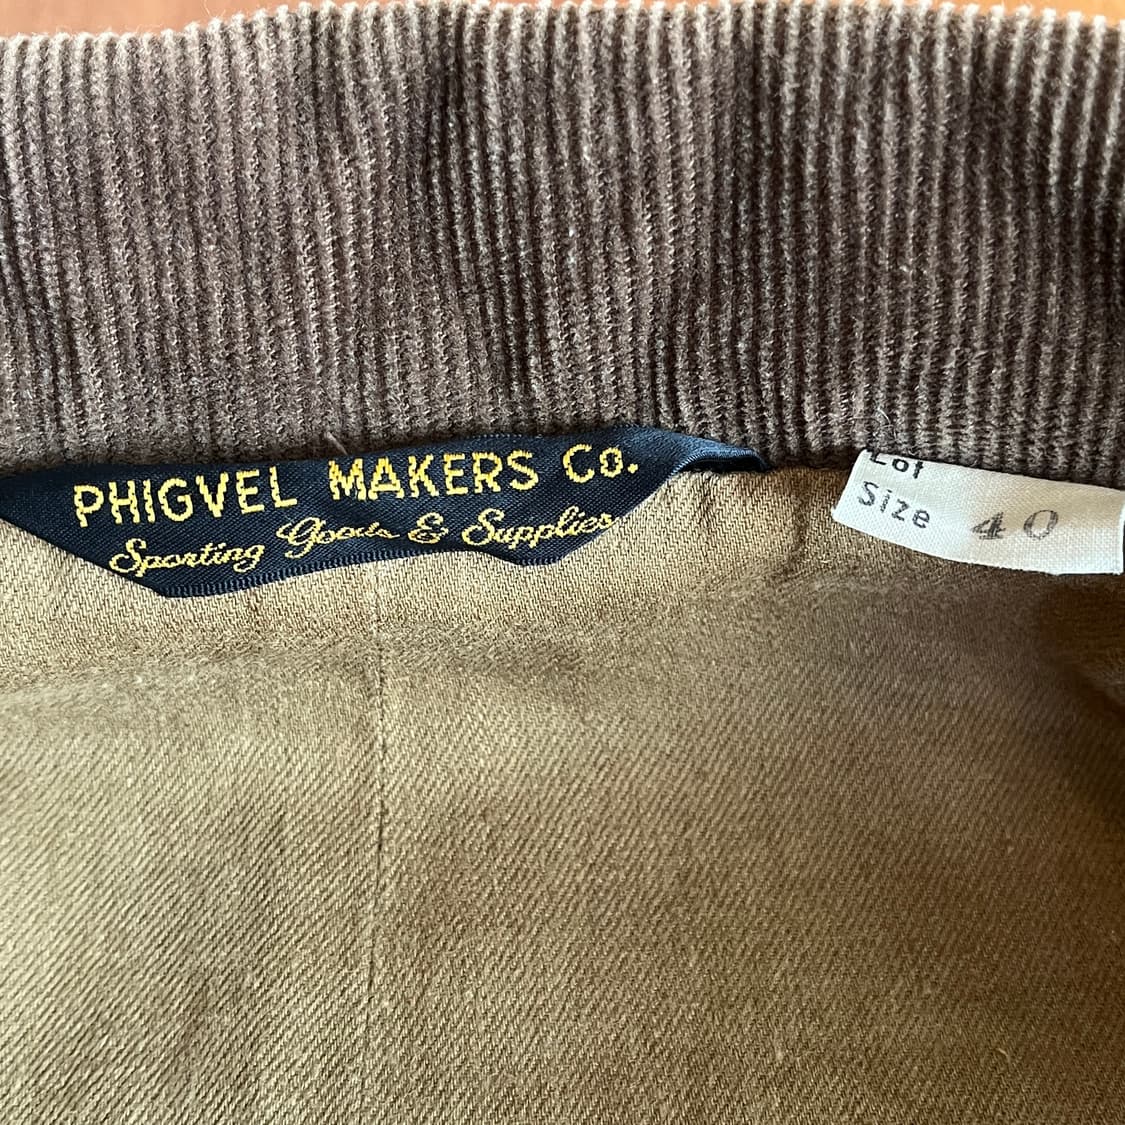 PHIGVEL MAKERS Co.
Sporting Goods & Supplies
Lot
Size 40